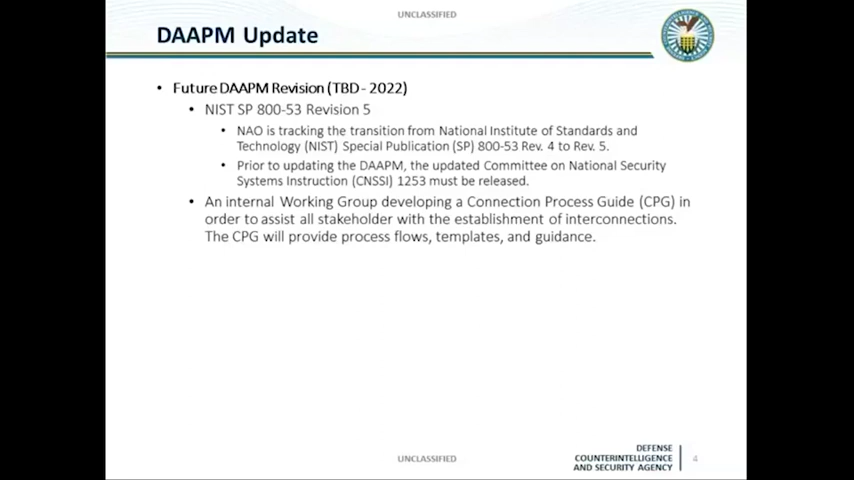 UNCLASSIFIED
DAAPM Update
• Future DAAPM Revision (TBD - 2022)
• NIST SP 800-53 Revision 5
• NAO is tracking the transition from National Institute of Standards and
Technology (NIST) Special Publication (SP) 800-53 Rev. 4 to Rev. 5.
• Prior to updating the DAAPM, the updated Committee on National Security
Systems Instruction (CNSSI) 1253 must be released.
• An internal Working Group developing a Connection Process Guide (CPG) in
order to assist all stakeholder with the establishment of interconnections.
The CPG will provide process flows, templates, and guidance.
UNCLASSIFIED
DEFENSE
COUNTERINTELLIGENCE
AND SECURITY AGENCY
4